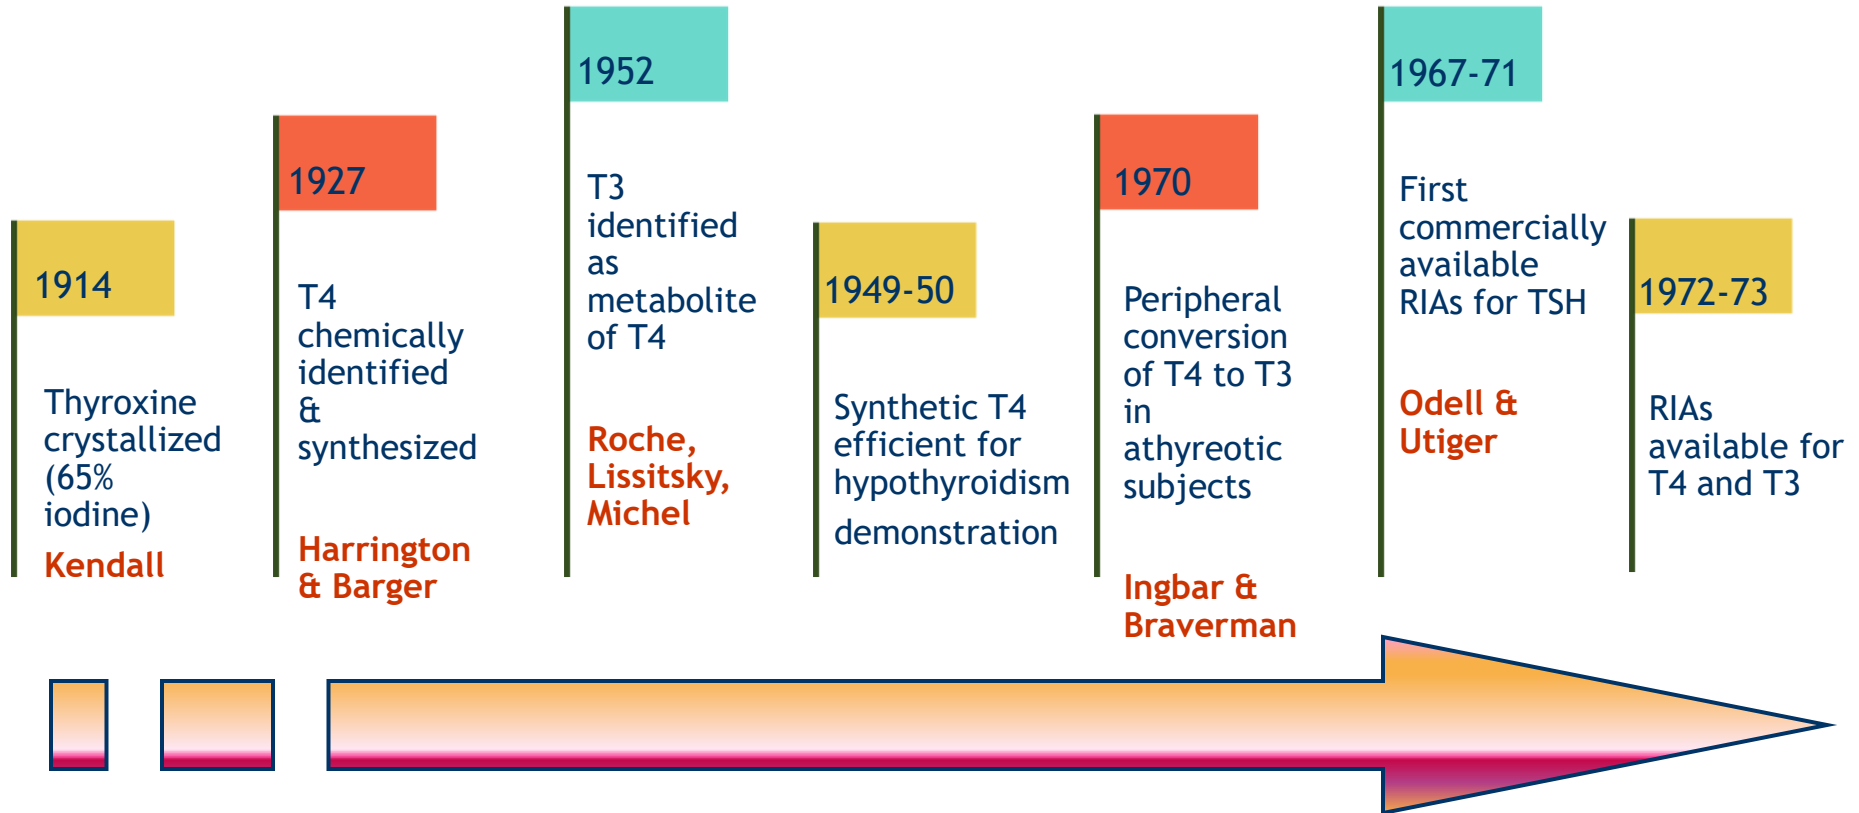 1914
Thyroxine
crystallized
(65%
iodine)
Kendall
1927
T4
chemically
identified
&
synthesized
Harrington
& Barger
1952
T3
identified
as
metabolite
of T4
Roche,
Lissitsky,
Michel
1949-50
Synthetic T4
efficient for
hypothyroidism
demonstration
1970
Peripheral
conversion
of T4 to T3
in
athyreotic
subjects
Ingbar &
Braverman
1967-71
First
commercially
available
RIAs for TSH
Odell &
Utiger
1972-73
RIAs
available for
T4 and T3